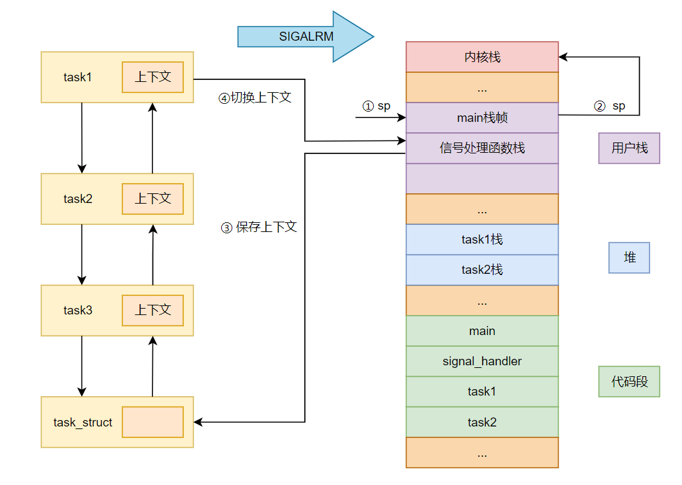 SIGALRM
task1
上下文
task2
上下文
task3
上下文
task_struct
④切换上下文
③ 保存上下文
① sp
② sp
内核栈
...
main栈帧
信号处理函数栈
...
task1栈
task2栈
...
main
signal_handler
task1
task2
...
用户栈
堆
代码段